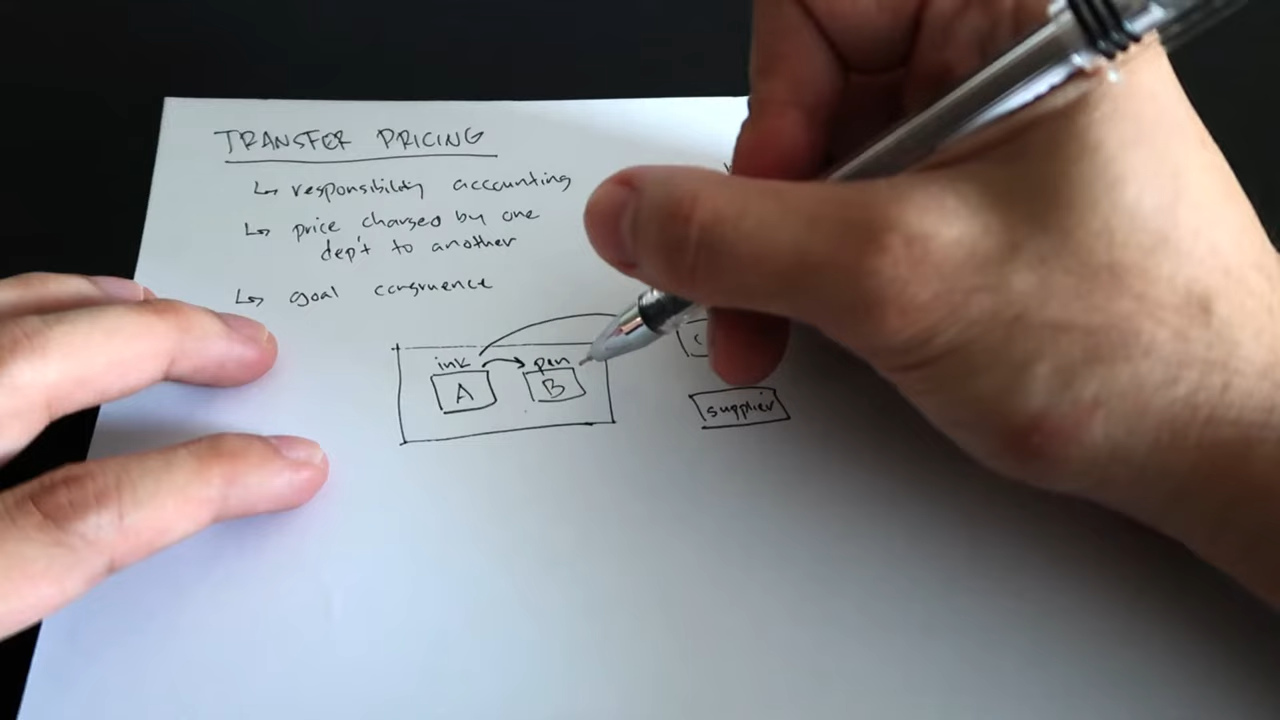 TRANSFER PRICING
↳ responsibility accounting
↳ price charged by one
dep't to another
↳ goal congruence
ink
pen
A
B
supplier